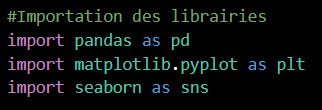 #Importation des librairies
import pandas as pd
import matplotlib.pyplot as plt
import seaborn as sns